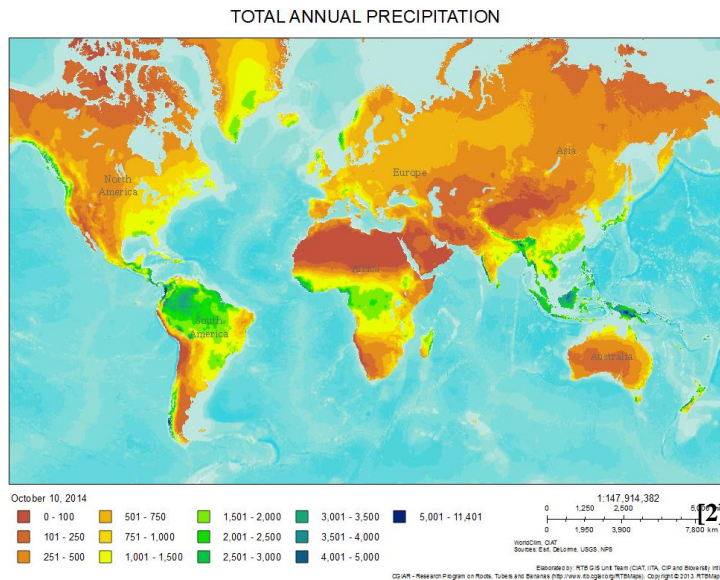 TOTAL ANNUAL PRECIPITATION
North
America
Europe
Asia
Africa
South
America
Australia
October 10, 2014
0 - 100
101 - 250
251 - 500
501 - 750
751 - 1,000
1,001 - 1,500
1,501 - 2,000
2,001 - 2,500
2,501 - 3,000
3,001 - 3,500
3,501 - 4,000
4,001 - 5,000
5,001 - 11,401
1:147,914,382
0 1,250 2,500
0 1,950 3,900 7,800 km
[2
WorldClim, CIAT
Sources: Esri, DeLorme, USGS, NPS
Elaborated by: RTB GIS Unit Team (CIAT, IITA, CIP and Bioversity
CGIAR - Research Program on Roots, Tubers and Bananas (http://www.rtb.cgiar.org/RTBMaps). Copyright © 2013. RTBMaps